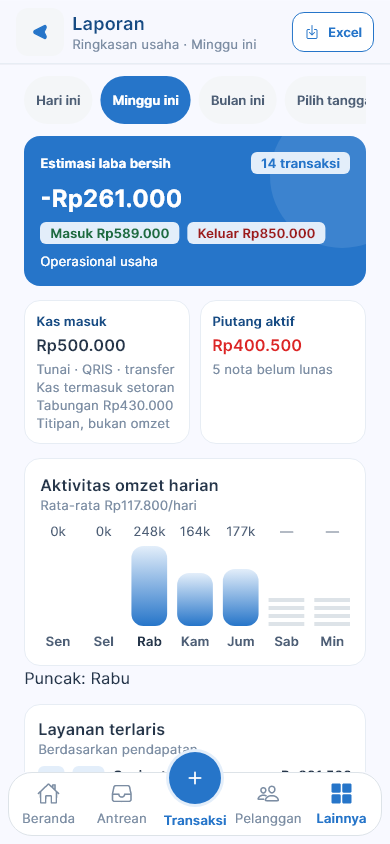 Laporan
Ringkasan usaha · Minggu ini
Excel
Hari ini
Minggu ini
Bulan ini
Pilih
Estimasi laba bersih
14 transaksi
-Rp261.000
Masuk Rp589.000
Keluar Rp850.000
Operasional usaha
Kas masuk
Rp500.000
Tunai · QRIS · transfer
Kas termasuk setoran
Tabungan Rp430.000
Titipan, bukan omzet
Piutang aktif
Rp400.500
5 nota belum lunas
Aktivitas omzet harian
Rata-rata Rp117.800/hari
0k 0k 248k 164k 177k — —
Sen Sel Rab Kam Jum Sab Min
Puncak: Rabu
Layanan terlaris
Berdasarkan pendapatan
Beranda
Antrean
Transaksi
Pelanggan
Lainnya